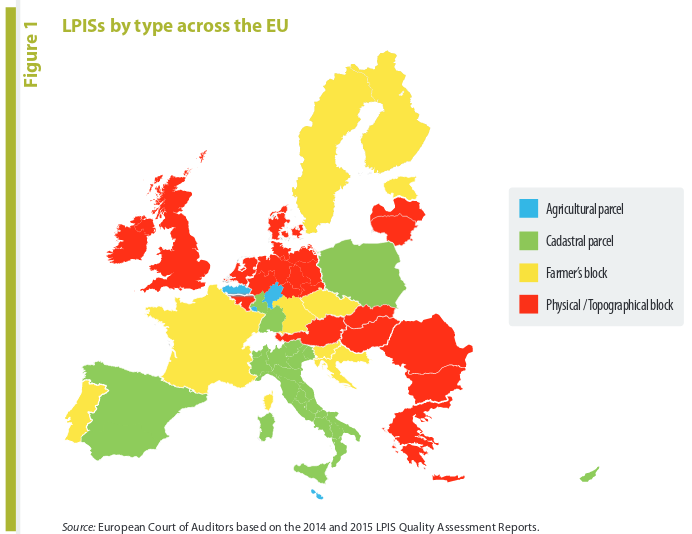 Figure 1
LPISs by type across the EU
Agricultural parcel
Cadastral parcel
Farmer's block
Physical / Topographical block
Source: European Court of Auditors based on the 2014 and 2015 LPIS Quality Assessment Reports.